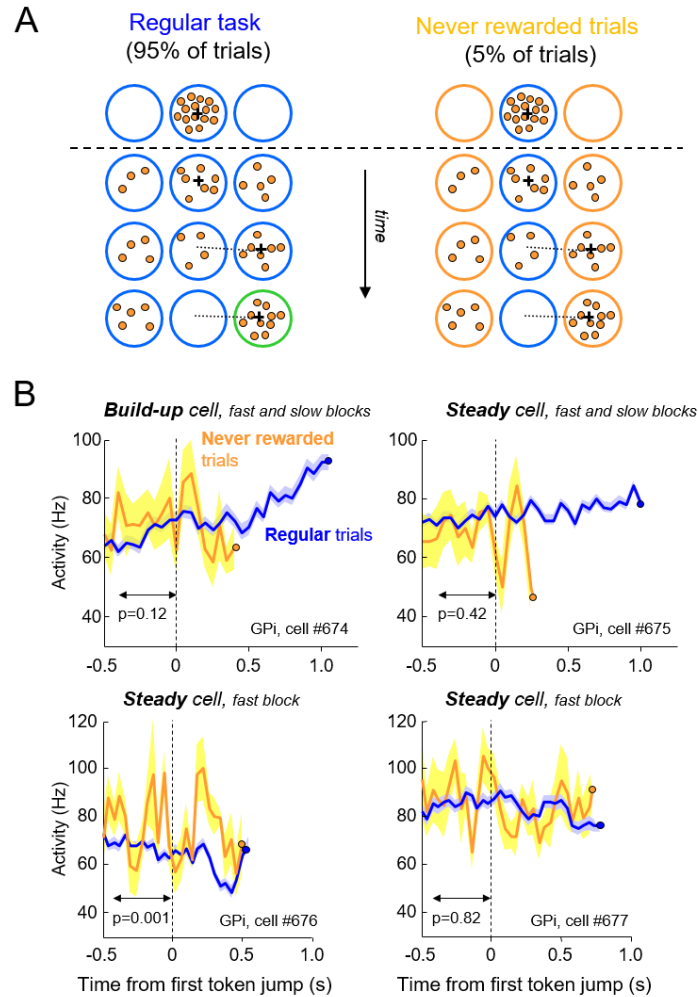 A
Regular task
(95% of trials)
Never rewarded trials
(5% of trials)
time
B
Build-up cell, fast and slow blocks
Steady cell, fast and slow blocks
100
80
60
40
Activity (Hz)
Never rewarded
trials
Regular trials
p=0.12
GPi, cell #674
-0.5
0
0.5
1.0
100
80
60
40
p=0.42
GPi, cell #675
-0.5
0
0.5
1.0
Steady cell, fast block
Steady cell, fast block
120
100
80
60
40
Activity (Hz)
p=0.001
GPi, cell #676
-0.5
0
0.5
1.0
Time from first token jump (s)
120
100
80
60
40
p=0.82
GPi, cell #677
-0.5
0
0.5
1.0
Time from first token jump (s)